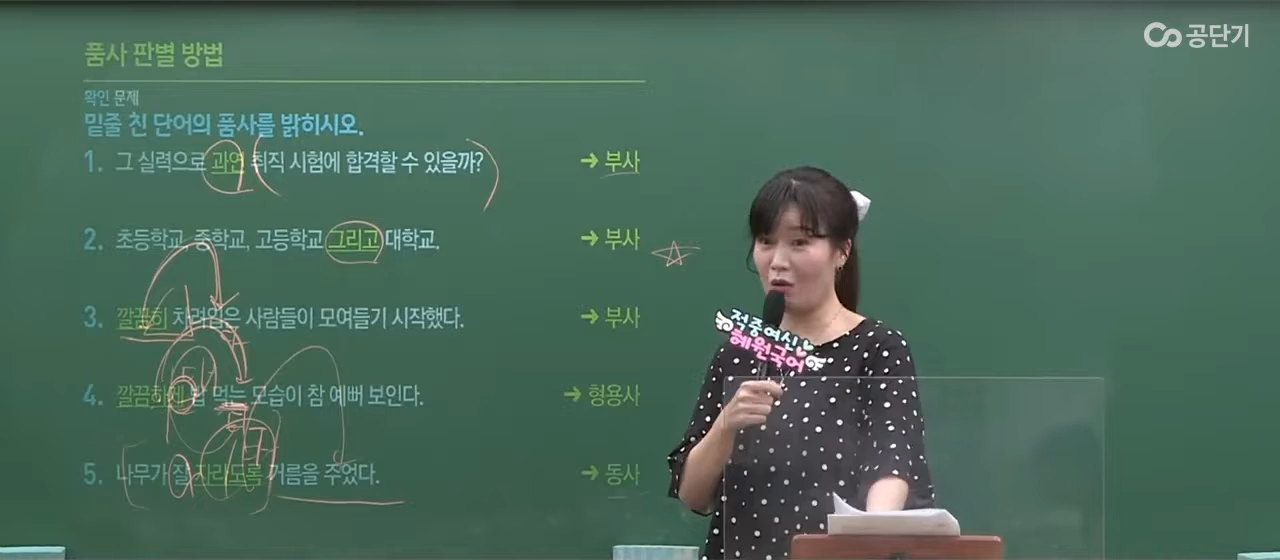 공단기
품사 판별 방법
확인 문제
밑줄 친 단어의 품사를 밝히시오.
1. 그 실력으로 과연 취직 시험에 합격할 수 있을까? → 부사
2. 초등학교, 중학교, 고등학교 그리고 대학교. → 부사
3. 깔끔히 차려입은 사람들이 모여들기 시작했다. → 부사
4. 깔끔하게 밥 먹는 모습이 참 예뻐 보인다. → 형용사
5. 나무가 잘 자라도록 거름을 주었다. → 동사
적중여신
혜원국어